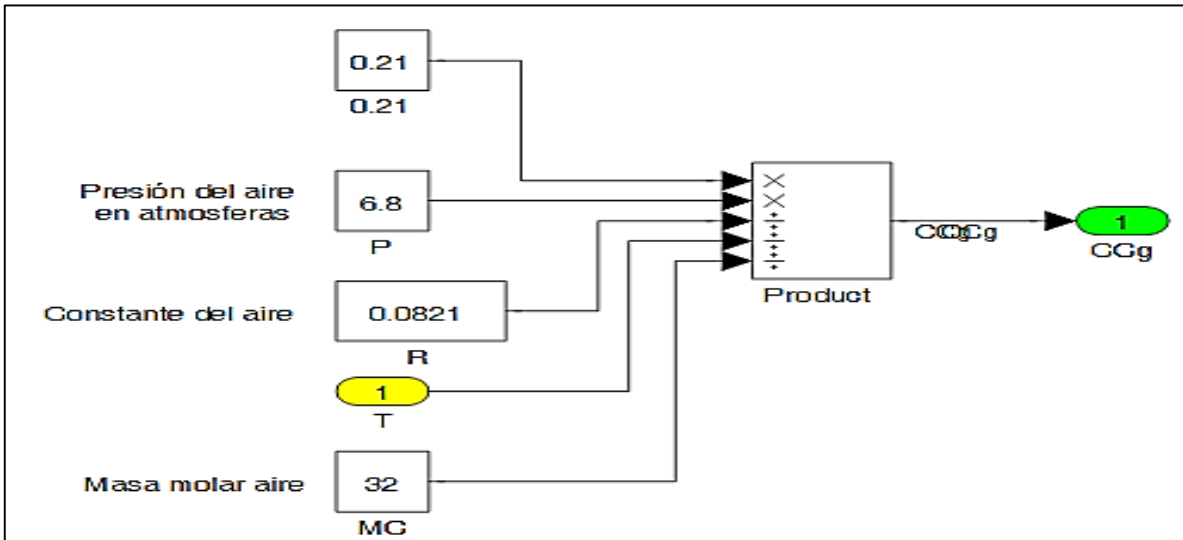 0.21
0.21
Presión del aire
en atmosferas
6.8
P
Constante del aire
0.0821
R
1
T
Masa molar aire
32
MC
×
×
÷
÷
÷
Product
1
CCg